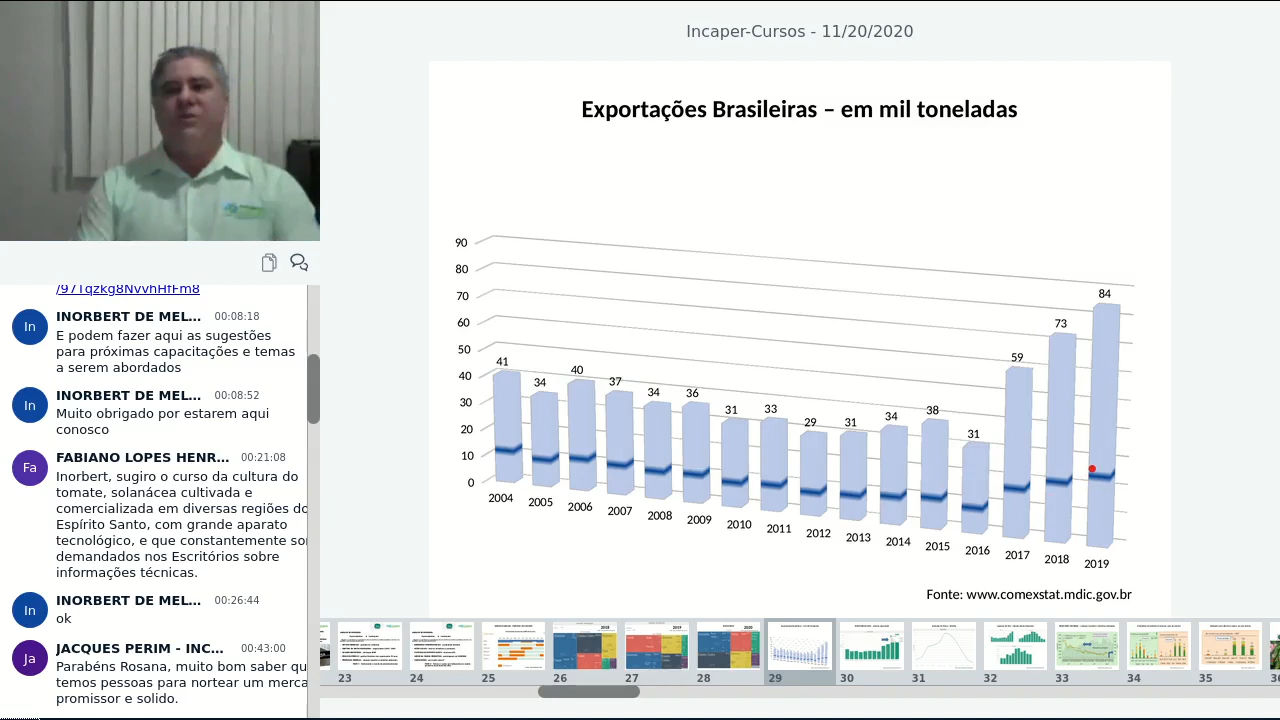 Incaper-Cursos - 11/20/2020
Exportações Brasileiras – em mil toneladas
90
80
70
60
50
40
30
20
10
0
41
34
40
37
34
36
31
33
29
31
34
38
31
59
73
84
2004
2005
2006
2007
2008
2009
2010
2011
2012
2013
2014
2015
2016
2017
2018
2019
Fonte: www.comexstat.mdic.gov.br
/97Tqzkg8NvvhHfFm8
In
INORBERT DE MEL... 00:08:18
E podem fazer aqui as sugestões
para próximas capacitações e temas
a serem abordados
In
INORBERT DE MEL... 00:08:52
Muito obrigado por estarem aqui
conosco
Fa
FABIANO LOPES HENR... 00:21:08
Inorbert, sugiro o curso da cultura do
tomate, solanácea cultivada e
comercializada em diversas regiões do
Espírito Santo, com grande aparato
tecnológico, e que constantemente so
demandados nos Escritórios sobre
informações técnicas.
In
INORBERT DE MEL... 00:26:44
ok
Ja
JACQUES PERINI - INC... 00:43:00
Parabéns Rosana, muito bom saber qu
temos pessoas para nortear um merca
promissor e solido.
23
24
25
26
27
28
29
30
31
32
33
34
35
36